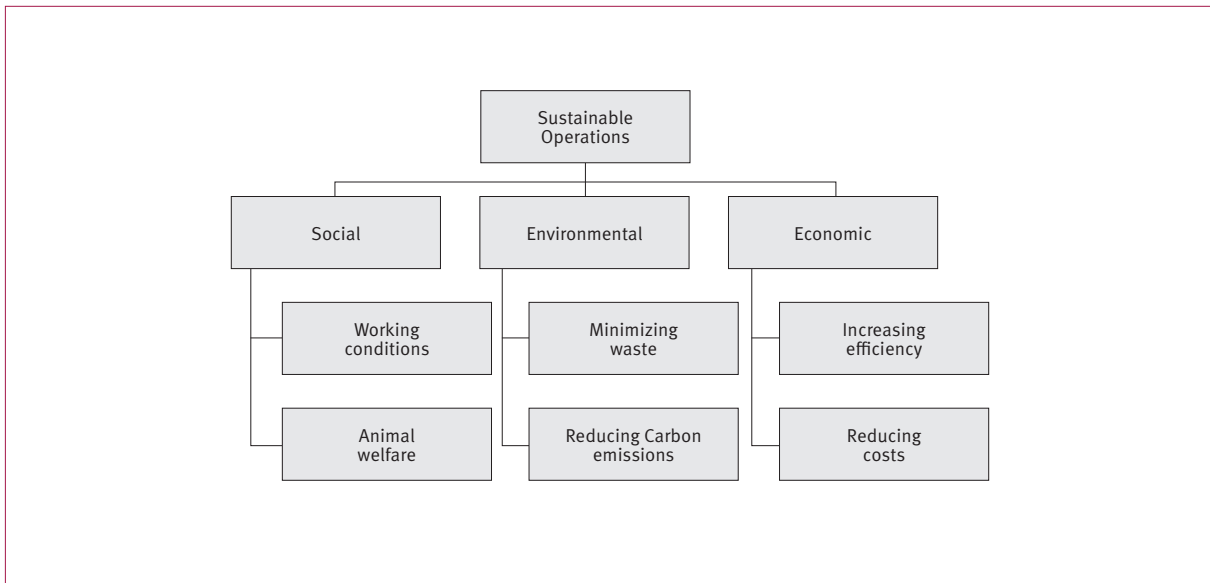 Sustainable
Operations
Social
Environmental
Economic
Working
conditions
Minimizing
waste
Increasing
efficiency
Animal
welfare
Reducing Carbon
emissions
Reducing
costs